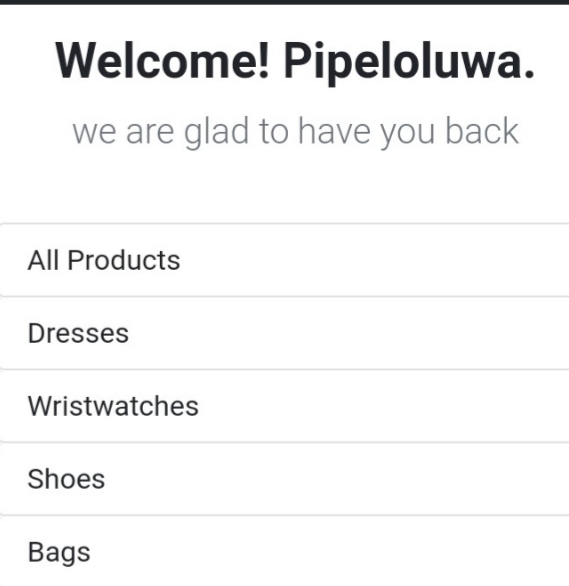 Welcome! Pipeloluwa.
we are glad to have you back
All Products
Dresses
Wristwatches
Shoes
Bags